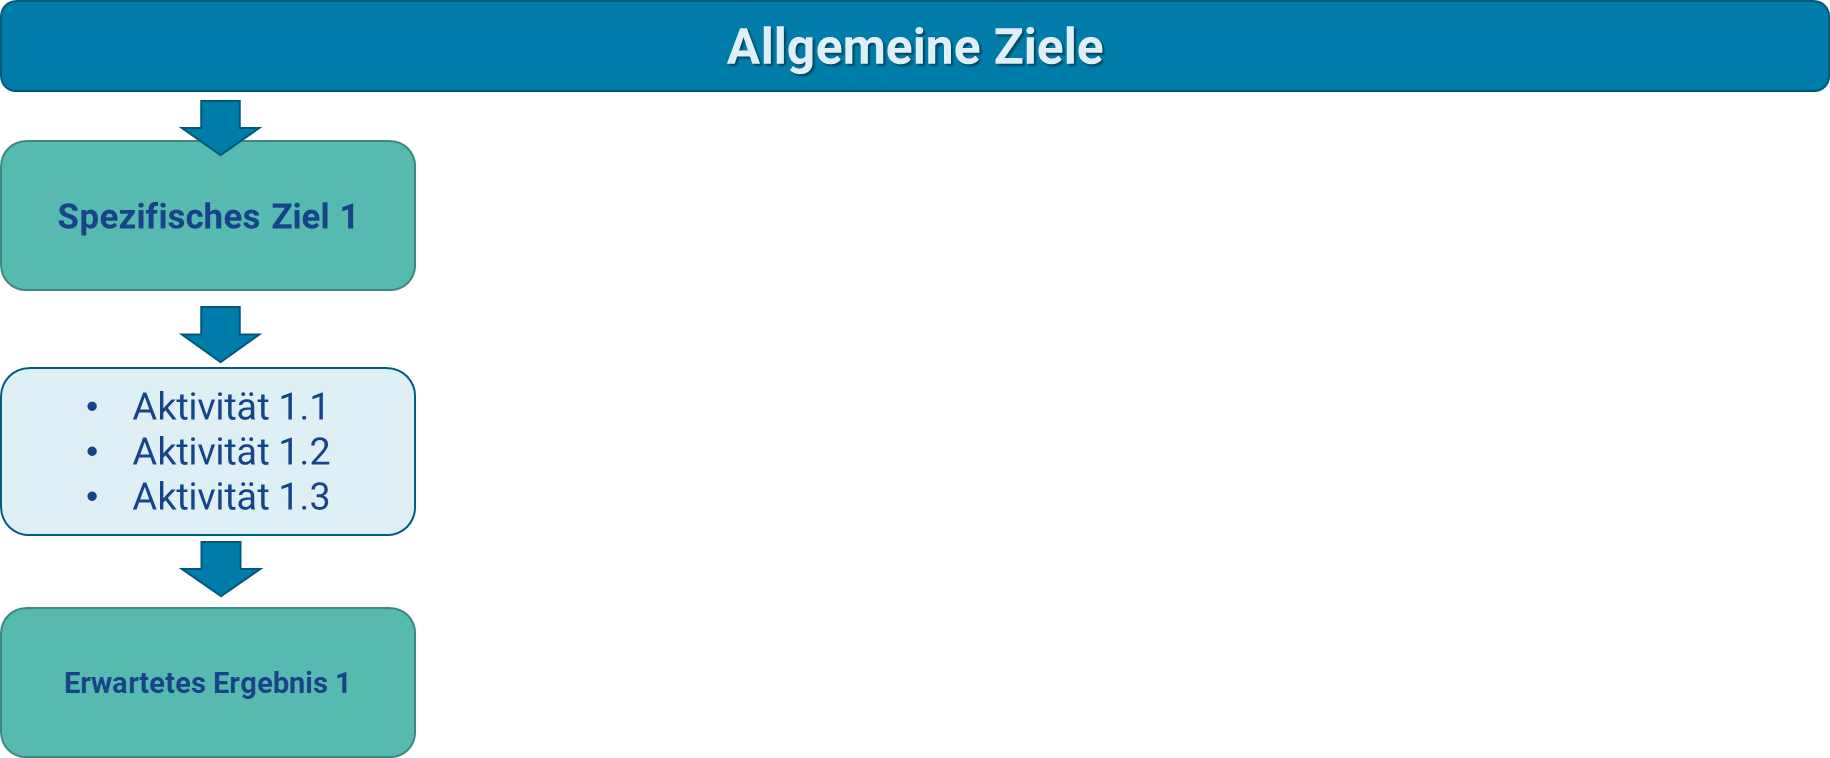 Allgemeine Ziele
Spezifisches Ziel 1
• Aktivität 1.1
• Aktivität 1.2
• Aktivität 1.3
Erwartetes Ergebnis 1